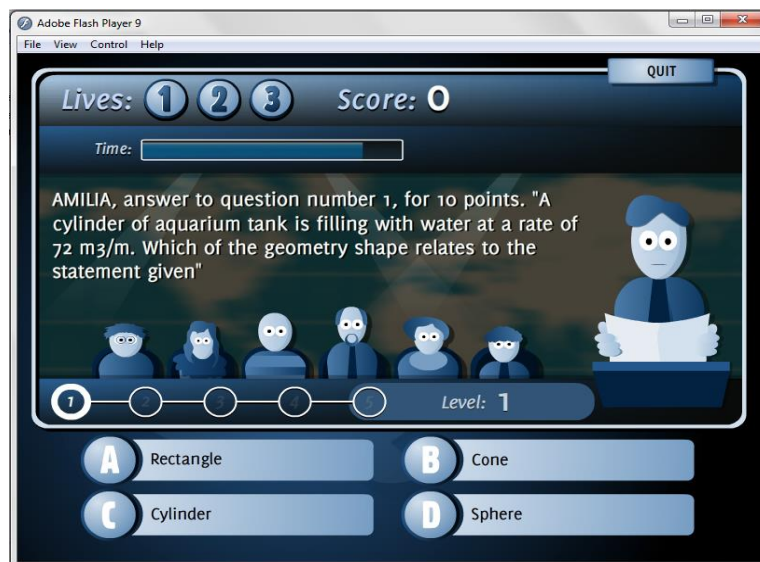 Adobe Flash Player 9
File View Control Help
QUIT
Lives: 1 2 3 Score: 0
Time:
AMILIA, answer to question number 1, for 10 points. "A
cylinder of aquarium tank is filling with water at a rate of
72 m3/m. Which of the geometry shape relates to the
statement given"
1 2 3 4 5 Level: 1
A Rectangle B Cone
C Cylinder D Sphere